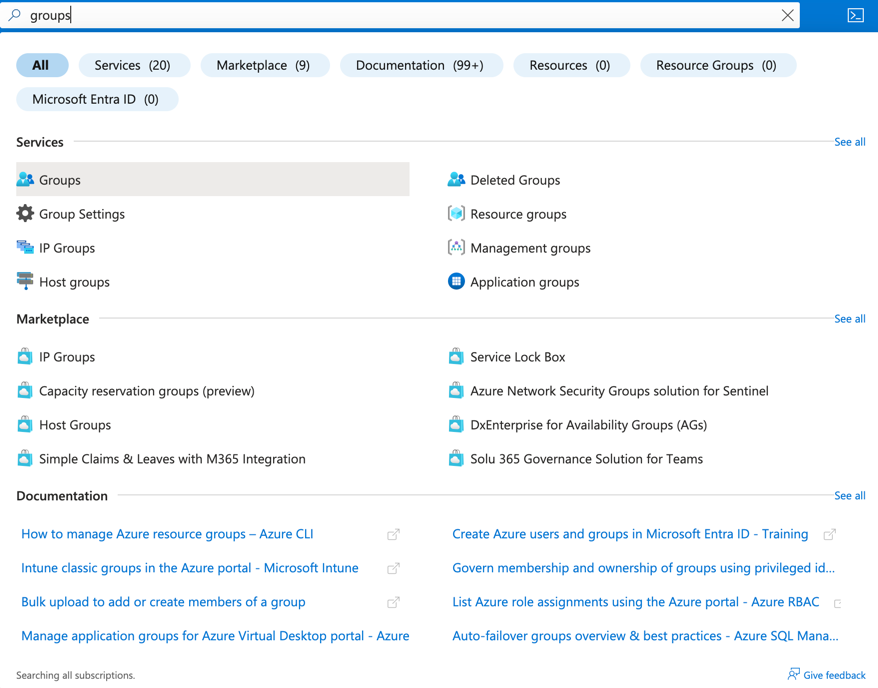 groups
All Services (20) Marketplace (9) Documentation (99+) Resources (0) Resource Groups (0)
Microsoft Entra ID (0)
Services See all
Groups Deleted Groups
Group Settings Resource groups
IP Groups Management groups
Host groups Application groups
Marketplace See all
IP Groups Service Lock Box
Capacity reservation groups (preview) Azure Network Security Groups solution for Sentinel
Host Groups DxEnterprise for Availability Groups (AGs)
Simple Claims & Leaves with M365 Integration Solu 365 Governance Solution for Teams
Documentation See all
How to manage Azure resource groups – Azure CLI Create Azure users and groups in Microsoft Entra ID - Training
Intune classic groups in the Azure portal - Microsoft Intune Govern membership and ownership of groups using privileged id...
Bulk upload to add or create members of a group List Azure role assignments using the Azure portal - Azure RBAC
Manage application groups for Azure Virtual Desktop portal - Azure Auto-failover groups overview & best practices - Azure SQL Mana...
Searching all subscriptions. Give feedback